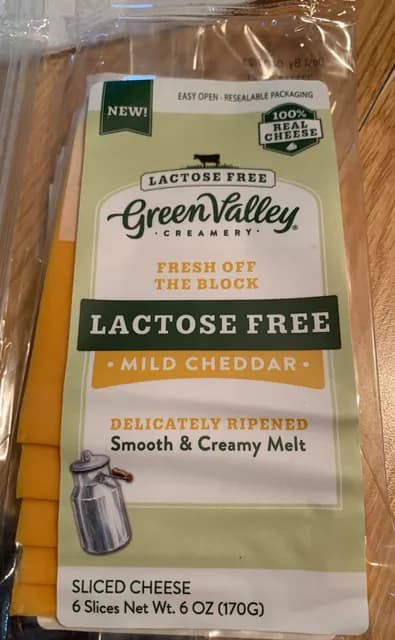 EASY OPEN · RESEALABLE PACKAGING
NEW!
100%
REAL
CHEESE
LACTOSE FREE
Green Valley®
· CREAMERY ·
FRESH OFF
THE BLOCK
LACTOSE FREE
· MILD CHEDDAR ·
DELICATELY RIPENED
Smooth & Creamy Melt
SLICED CHEESE
6 Slices Net Wt. 6 OZ (170G)